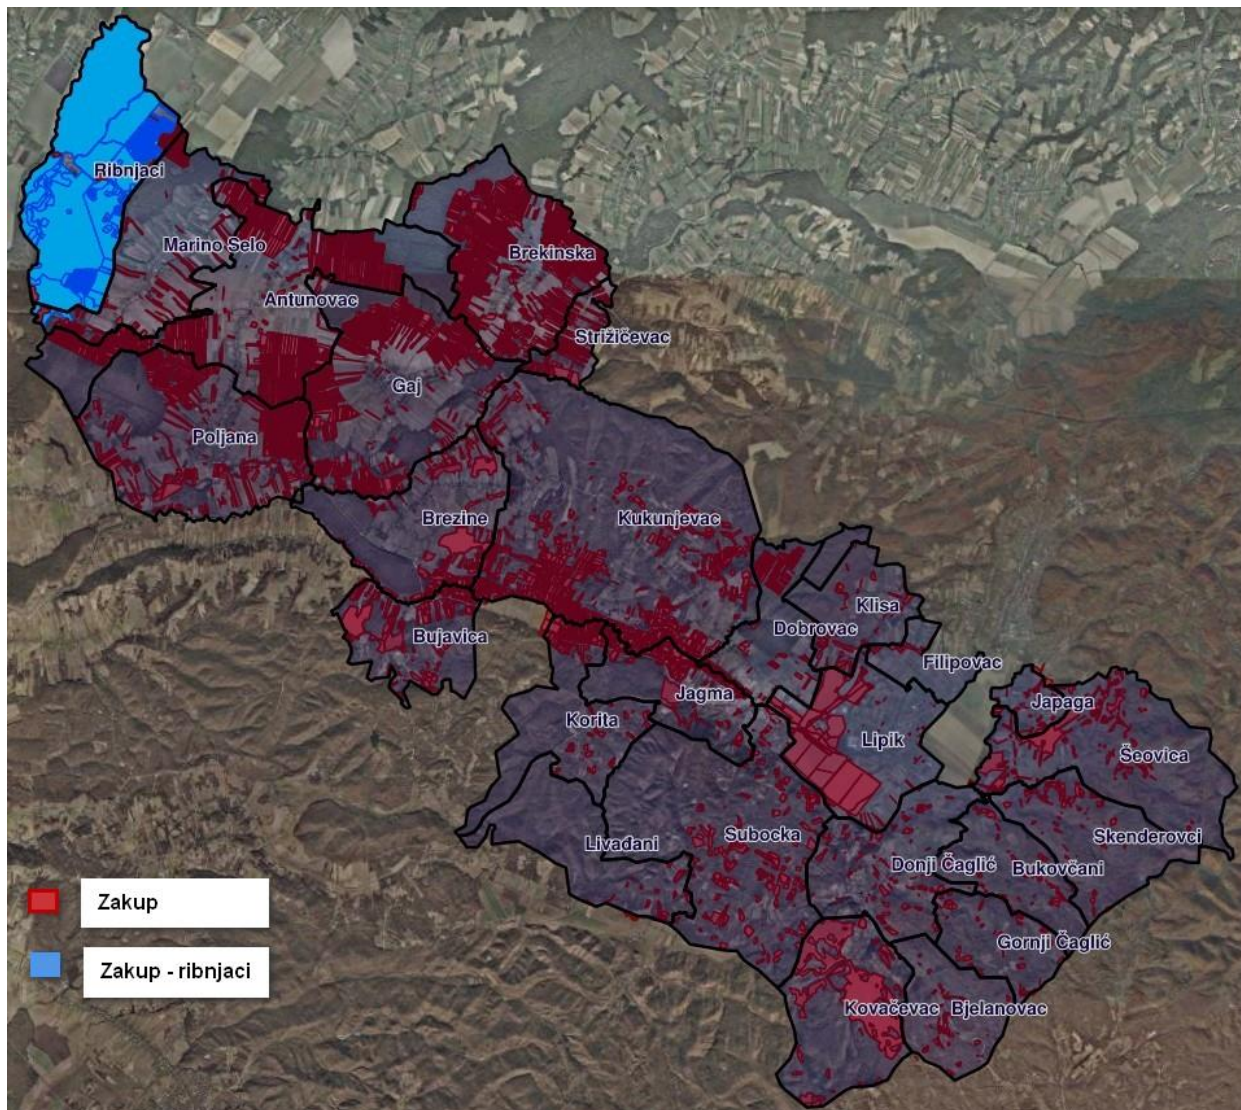 Ribnjaci
Marino Selo
Brekinska
Antunovac
Strižičevac
Gaj
Poljana
Brezine
Kukunjevac
Klisa
Dobrovac
Bujavica
Filipovac
Jagma
Japaga
Korita
Lipik
Šeovica
Subocka
Skenderovci
Livađani
Donji Čaglić
Bukovčani
Zakup
Gornji Čaglić
Zakup - ribnjaci
Kovačevac
Bjelanovac